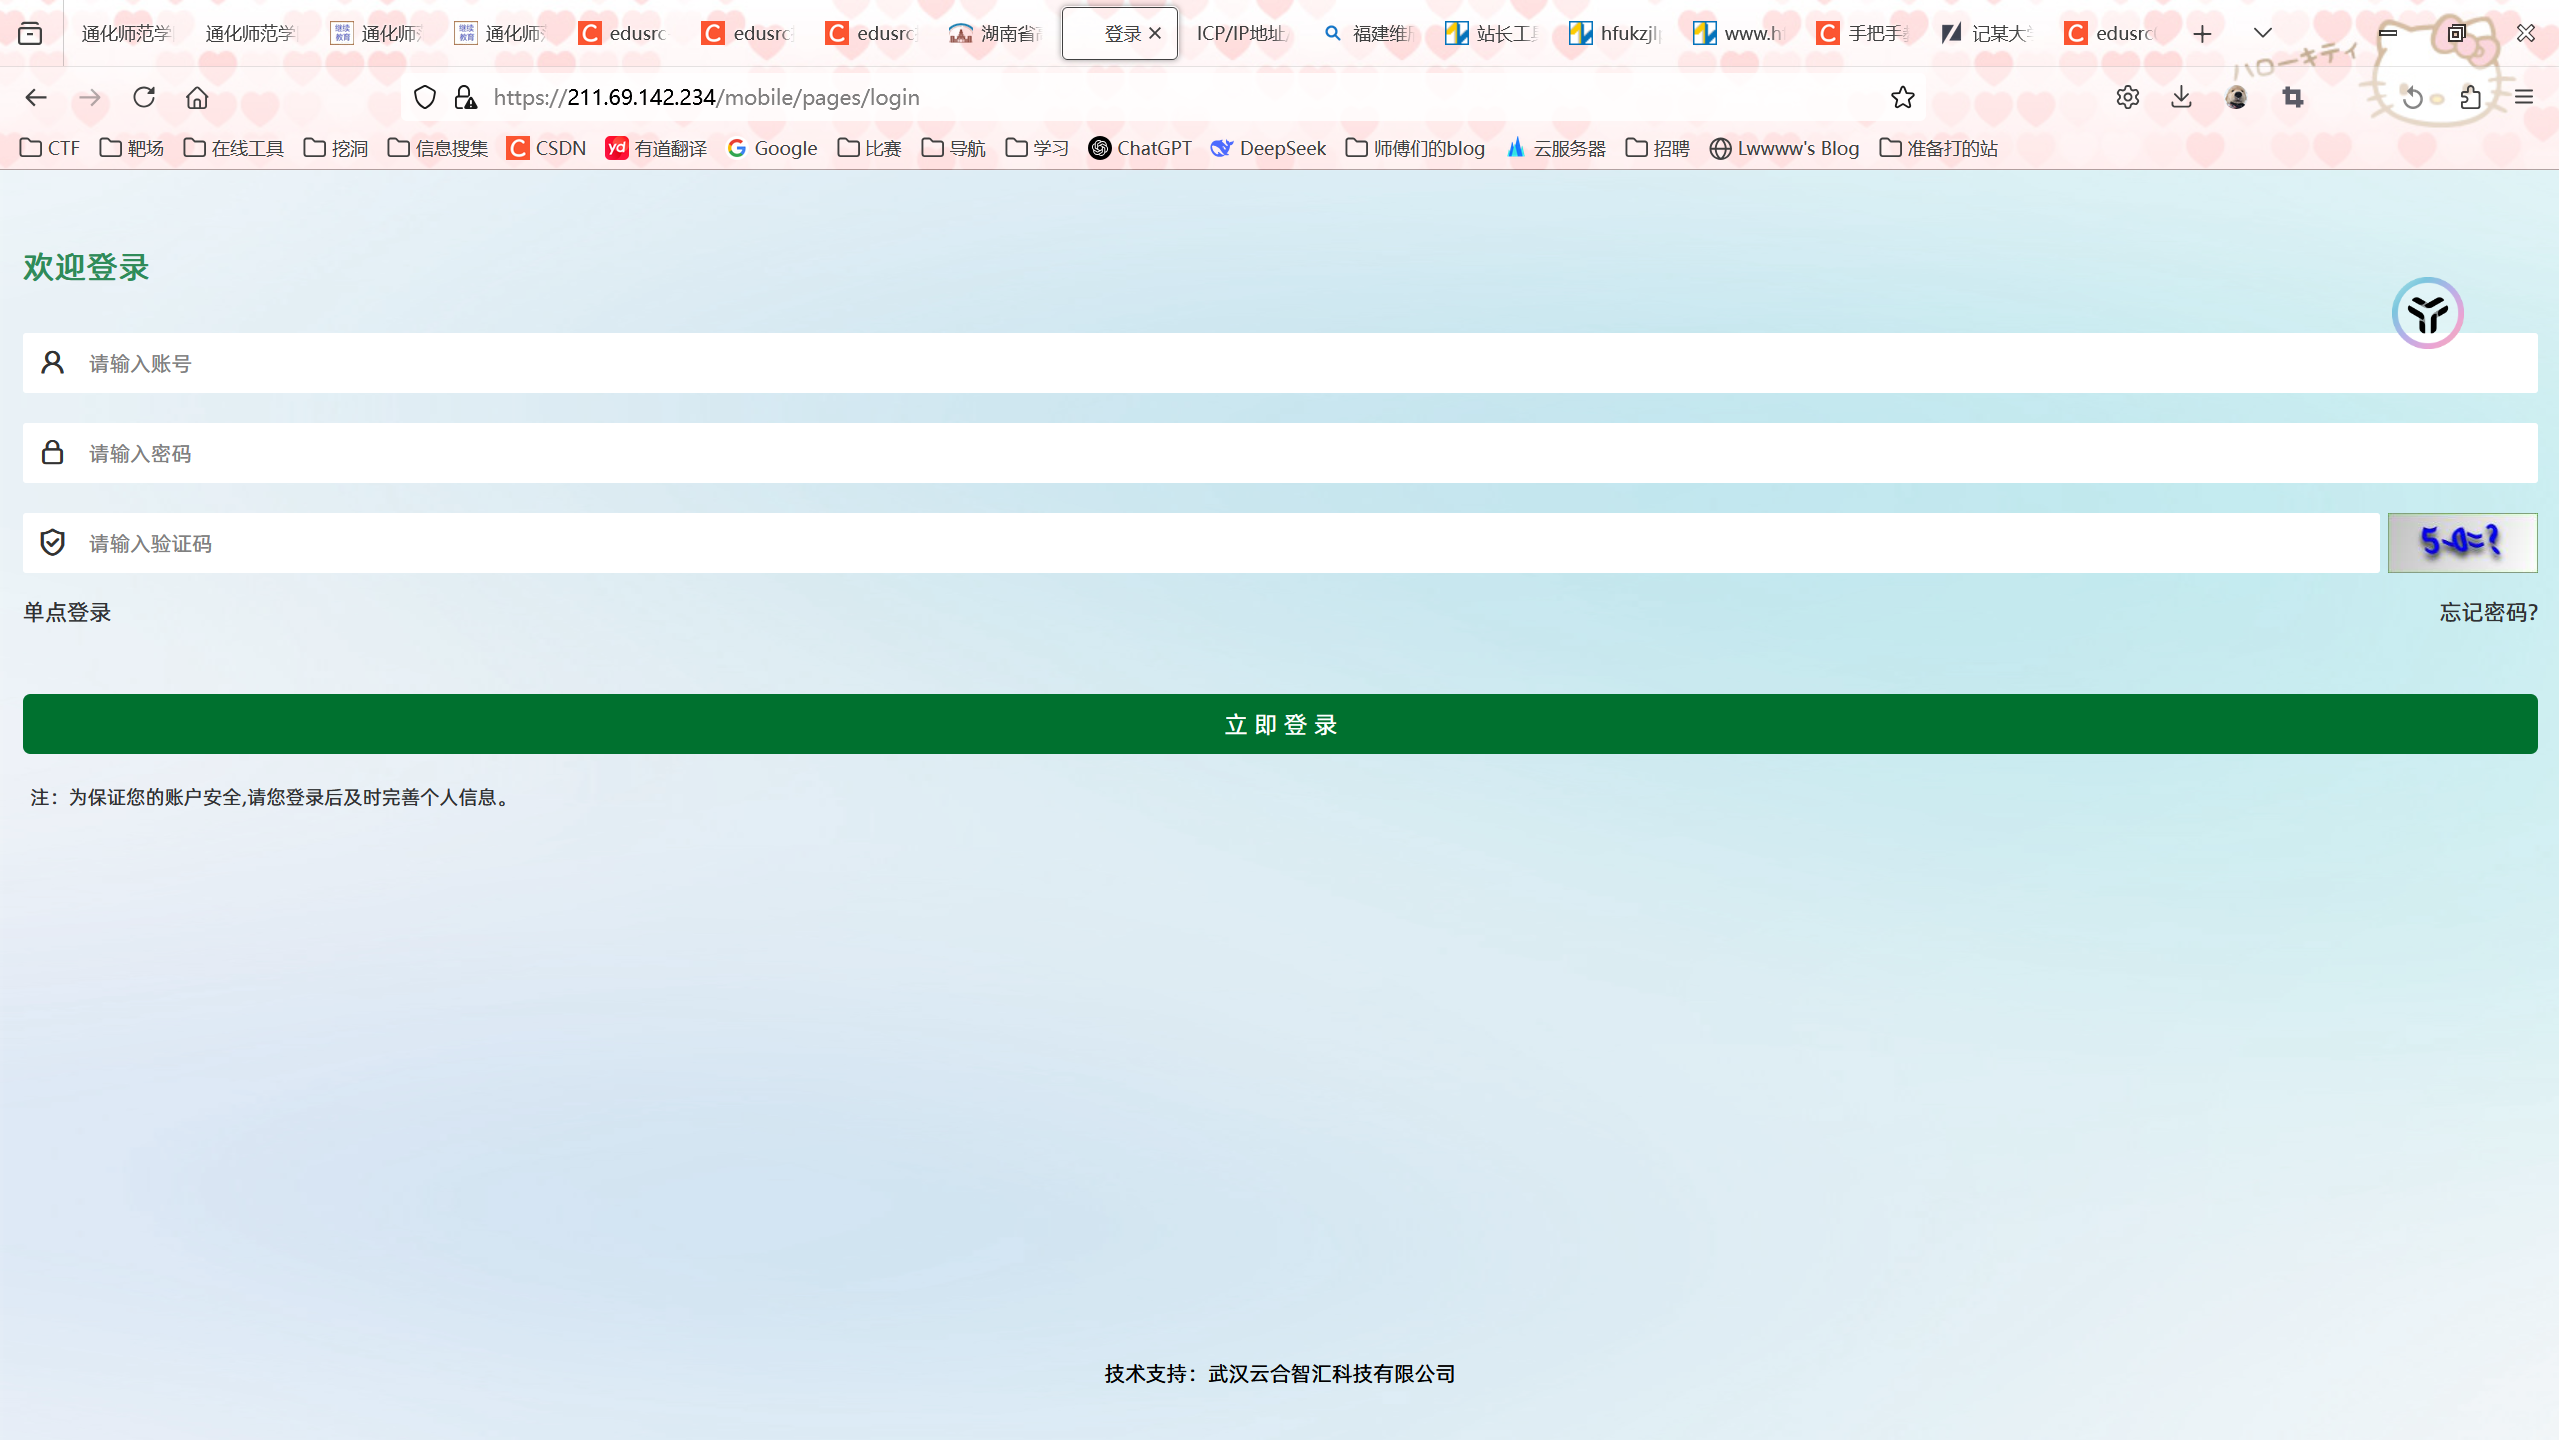 通化师范学
通化师范学
通化师
通化师
edusrc
edusrc
edusrc
湖南省
登录
ICP/IP地址
福建维
站长工
hfukzjl
www.h
手把手
记某大
edusrc
ハローキティ
https://211.69.142.234/mobile/pages/login
CTF
靶场
在线工具
挖洞
信息搜集
CSDN
有道翻译
Google
比赛
导航
学习
ChatGPT
DeepSeek
师傅们的blog
云服务器
招聘
Lwwww's Blog
准备打的站
欢迎登录
请输入账号
请输入密码
请输入验证码
5-0=?
单点登录
忘记密码?
立即登录
注：为保证您的账户安全,请您登录后及时完善个人信息。
技术支持：武汉云合智汇科技有限公司